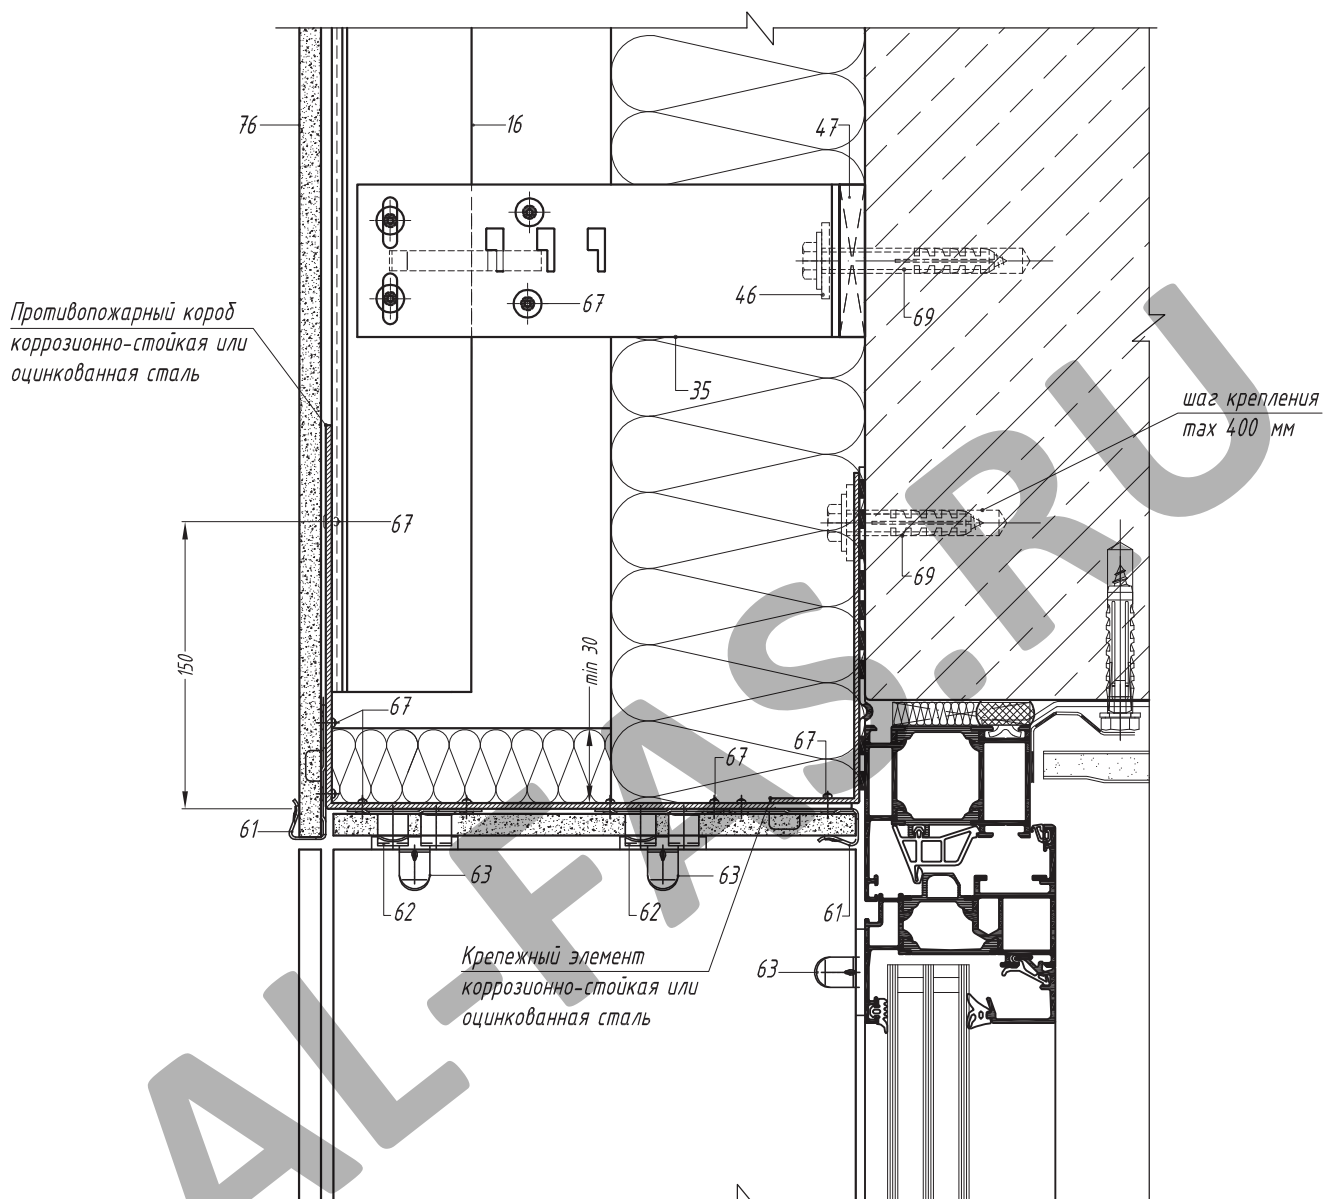 76
16
47
67
46
69
35
Противопожарный короб
коррозионно-стойкая или
оцинкованная сталь
шаг крепления
max 400 мм
67
69
150
min 30
67
67
67
61
63
63
62
62
61
Крепежный элемент
коррозионно-стойкая или
оцинкованная сталь
63
AL-FAS.RU